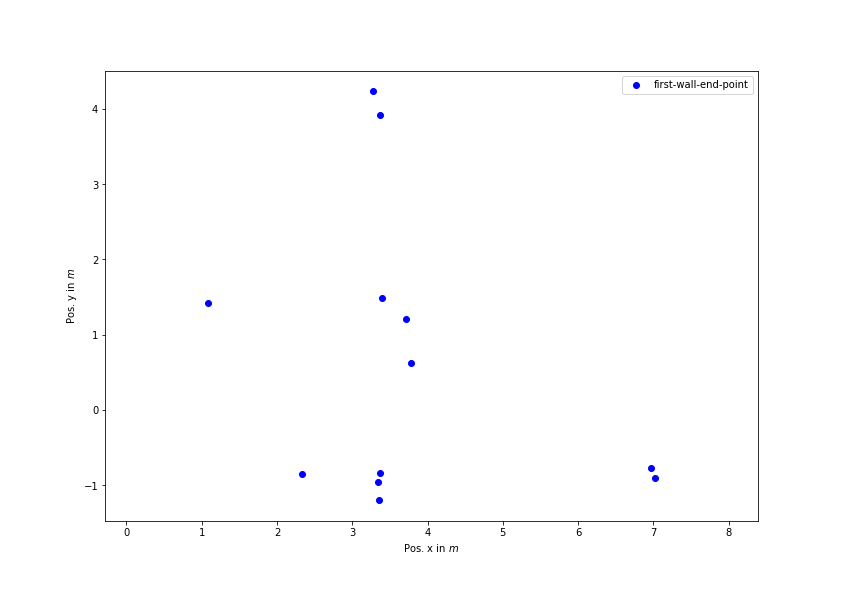 first-wall-end-point
4
3
2
1
0
−1
Pos. y in m
0 1 2 3 4 5 6 7 8
Pos. x in m